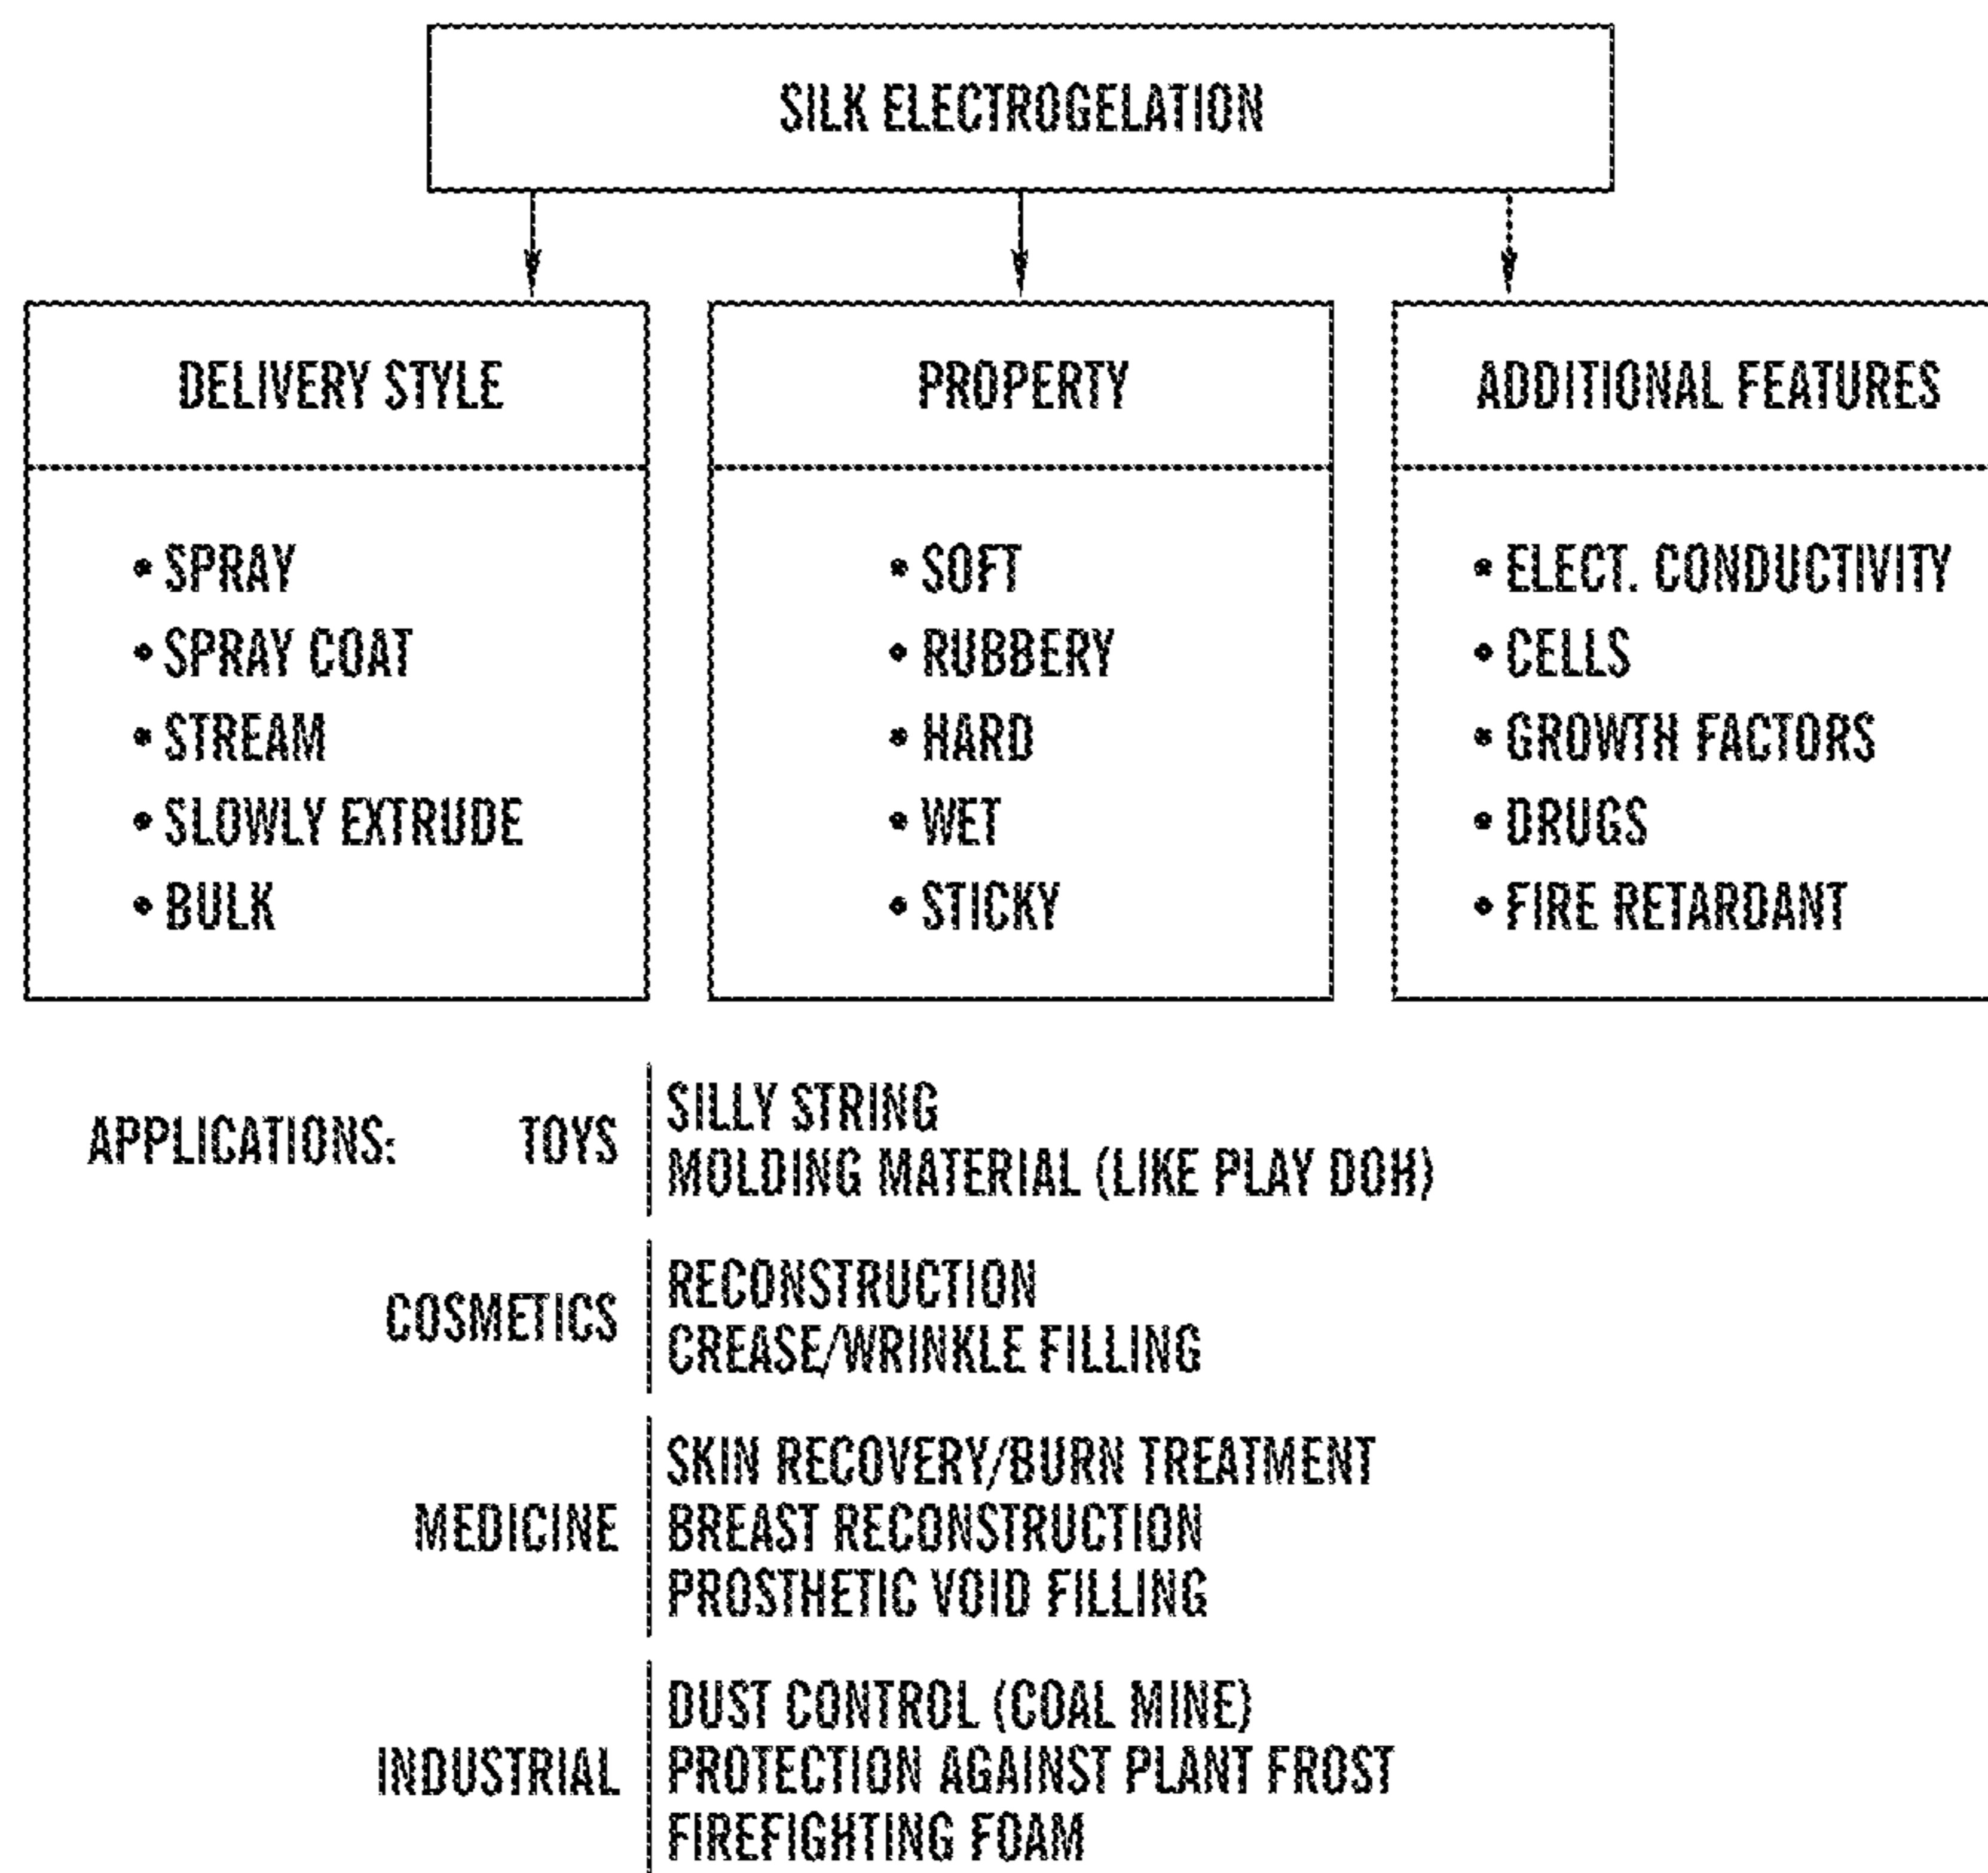 SILK ELECTROGELATION
DELIVERY STYLE
• SPRAY
• SPRAY COAT
• STREAM
• SLOWLY EXTRUDE
• BULK
PROPERTY
• SOFT
• RUBBERY
• HARD
• WET
• STICKY
ADDITIONAL FEATURES
• ELECT. CONDUCTIVITY
• CELLS
• GROWTH FACTORS
• DRUGS
• FIRE RETARDANT
APPLICATIONS: TOYS
SILLY STRING
MOLDING MATERIAL (LIKE PLAY DOH)
COSMETICS
RECONSTRUCTION
CREASE/WRINKLE FILLING
MEDICINE
SKIN RECOVERY/BURN TREATMENT
BREAST RECONSTRUCTION
PROSTHETIC VOID FILLING
INDUSTRIAL
DUST CONTROL (COAL MINE)
PROTECTION AGAINST PLANT FROST
FIREFIGHTING FOAM